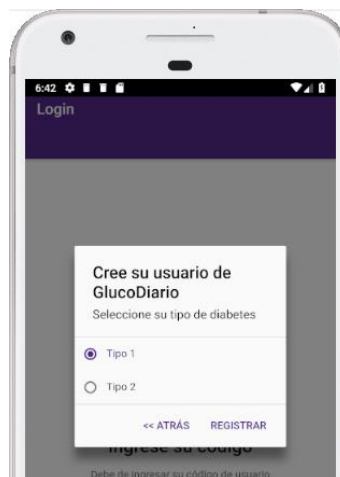 6:42
Login
Cree su usuario de
GlucoDiario
Seleccione su tipo de diabetes
Tipo 1
Tipo 2
<< ATRÁS REGISTRAR
Ingrese su código
Debe de ingresar su código de usuario.